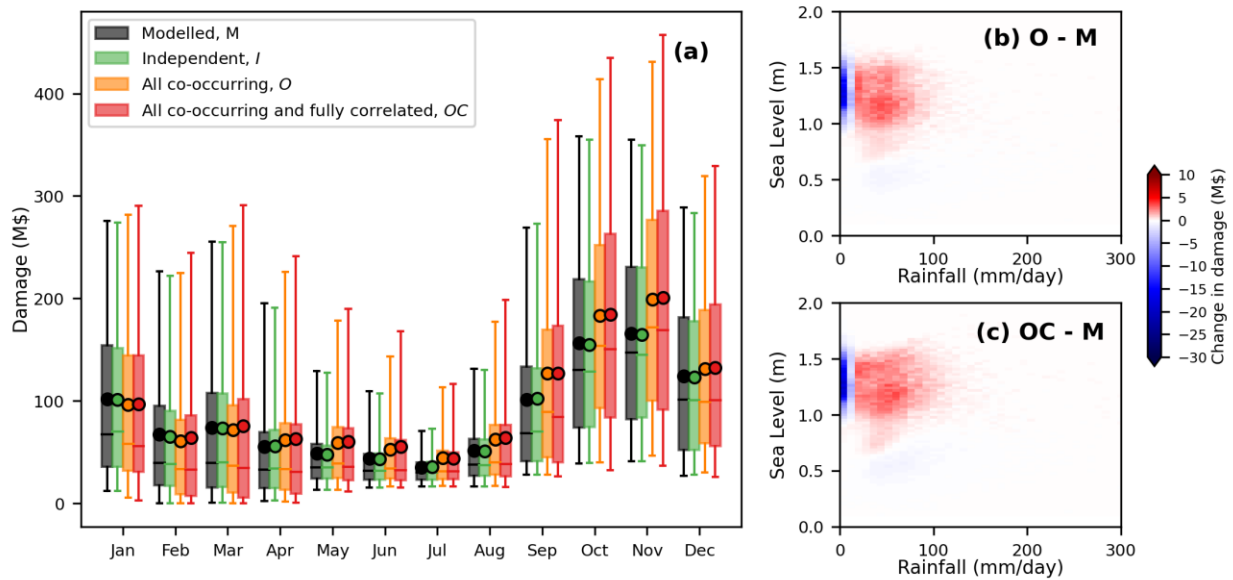 (a)
Modelled, M
Independent, I
All co-occurring, O
All co-occurring and fully correlated, OC
Damage (M$)
400
300
200
100
0
Jan Feb Mar Apr May Jun Jul Aug Sep Oct Nov Dec
(b) O - M
Sea Level (m)
2.0
1.5
1.0
0.5
0.0
0 100 200 300
Rainfall (mm/day)
(c) OC - M
Sea Level (m)
2.0
1.5
1.0
0.5
0.0
0 100 200 300
Rainfall (mm/day)
10
5
0
−5
−10
−15
−20
−25
−30
Change in damage (M$)